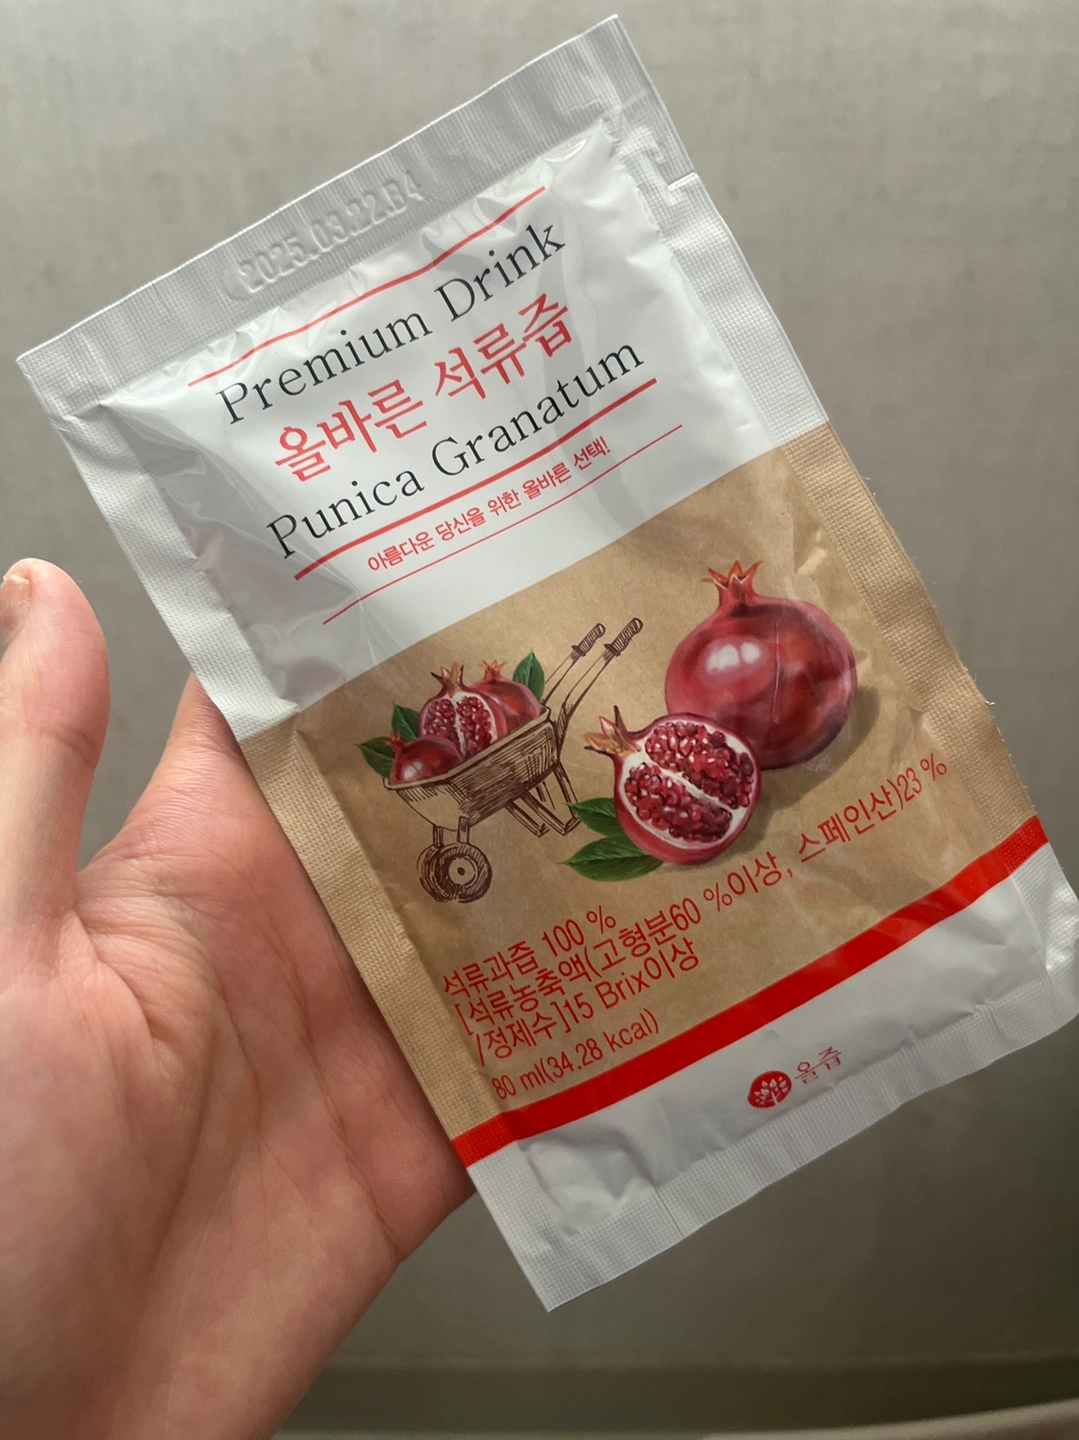 2025.03.22.B4
Premium Drink
올바른 석류즙
Punica Granatum
아름다운 당신을 위한 올바른 선택!
석류과즙 100 %
[석류농축액(고형분60 %이상, 스페인산)23 %
/정제수]15 Brix이상
80 ml(34.28 kcal)
올즙